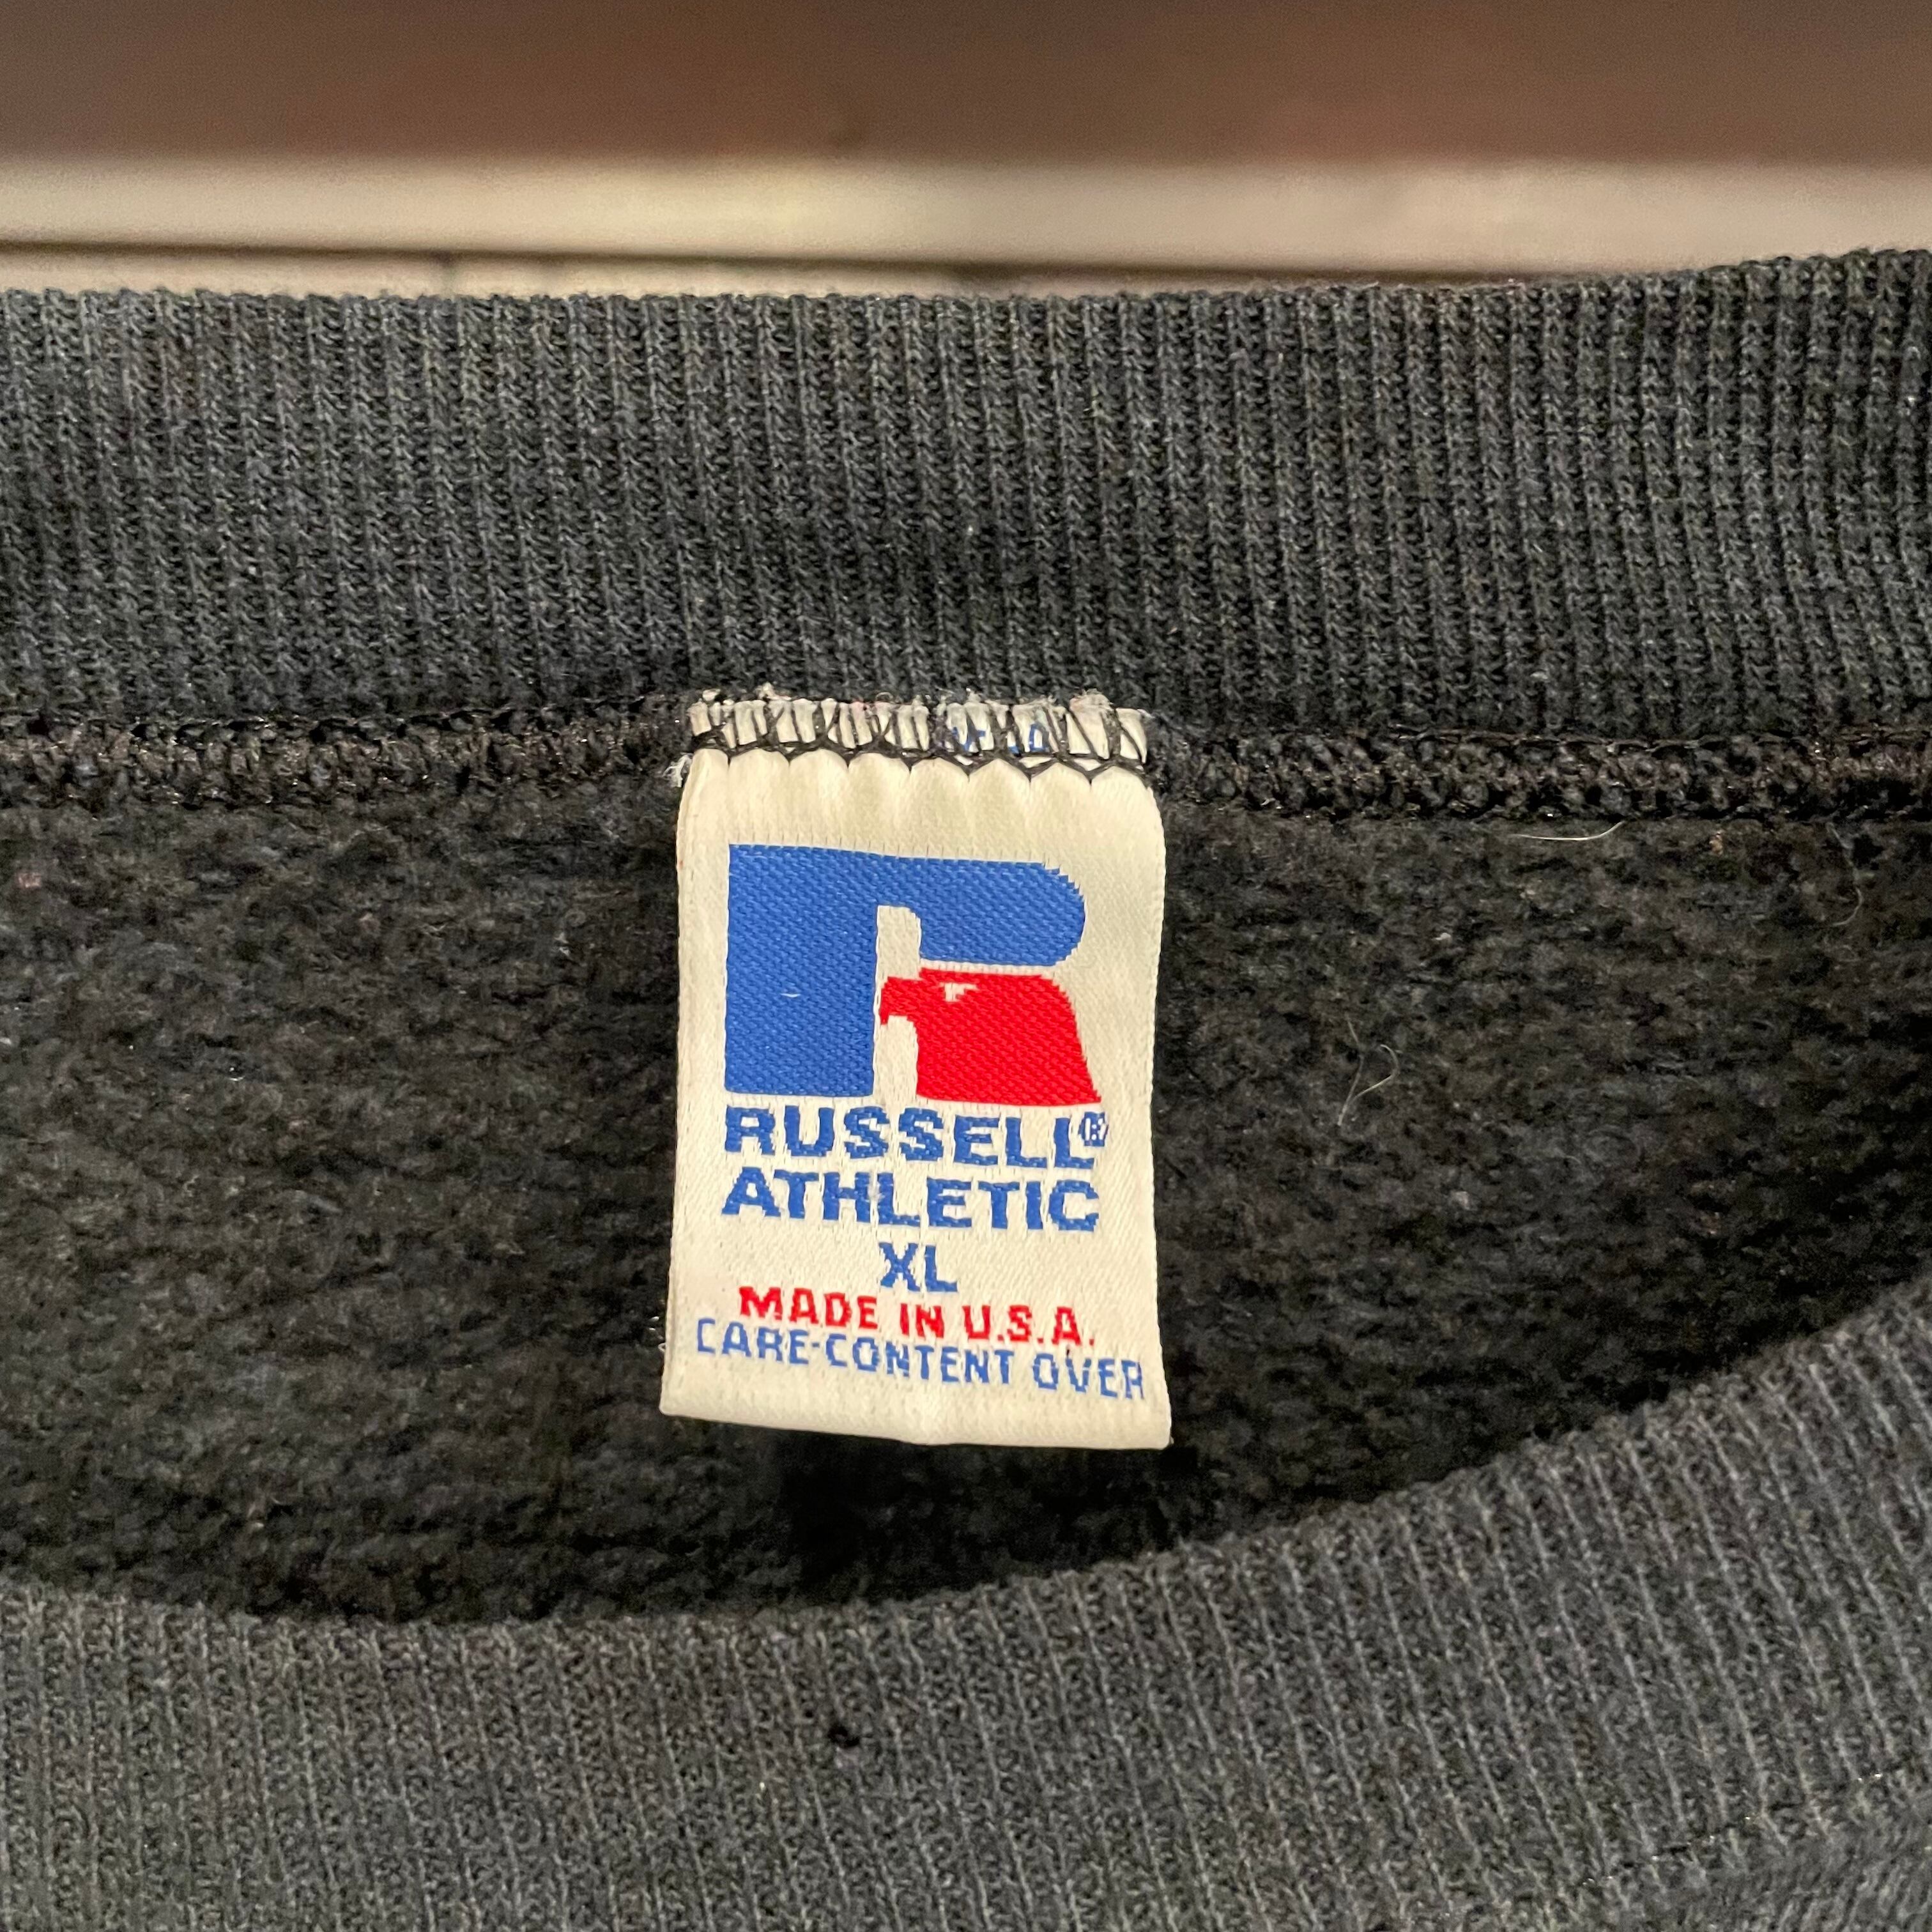 R
RUSSELL®
ATHLETIC
XL
MADE IN U.S.A.
CARE-CONTENT OVER